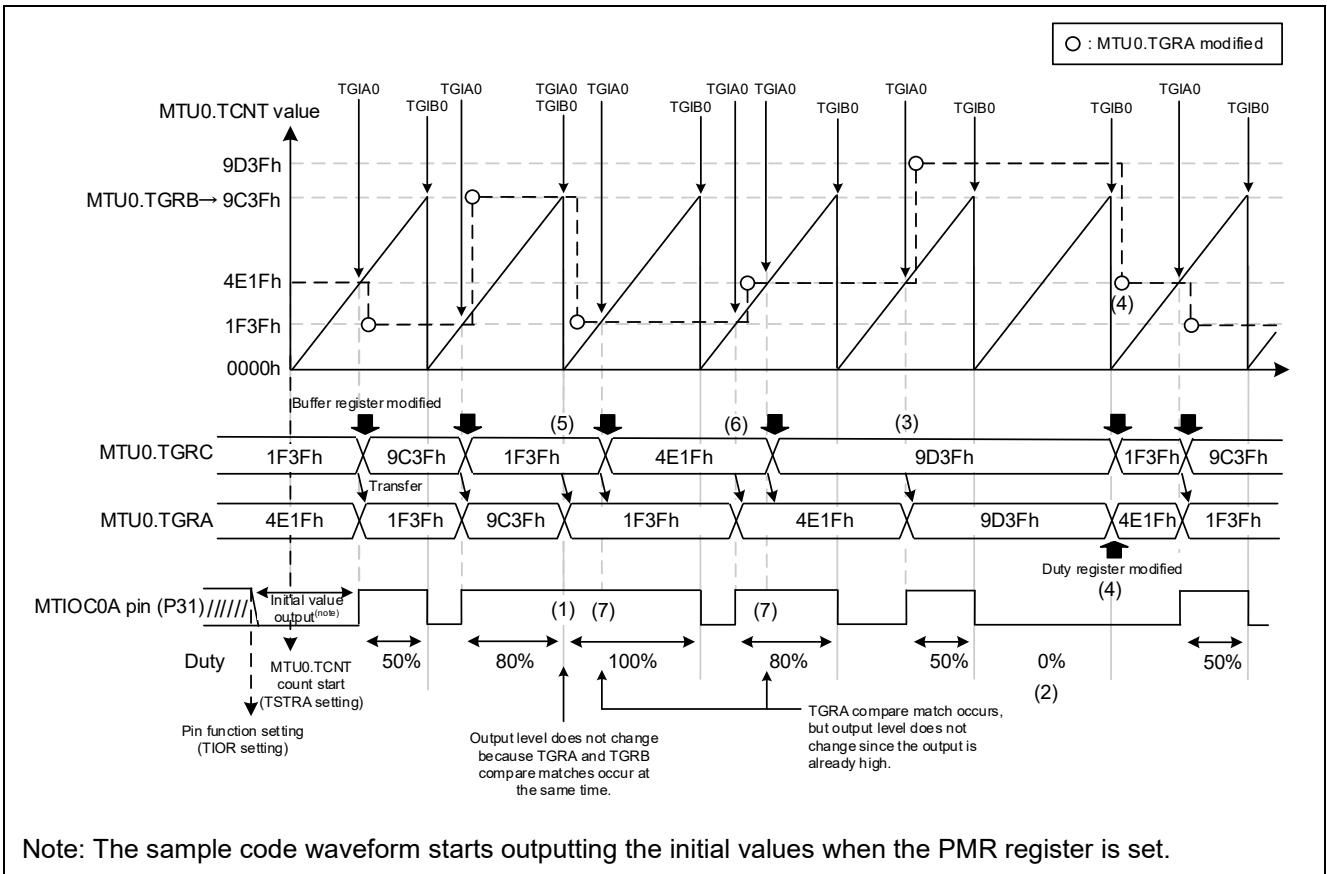 O : MTU0.TGRA modified
TGIA0 TGIA0 TGIA0 TGIA0 TGIA0 TGIA0 TGIA0 TGIA0
TGIB0 TGIB0 TGIB0 TGIB0 TGIB0 TGIB0 TGIB0
MTU0.TCNT value
9D3Fh
MTU0.TGRB→ 9C3Fh
4E1Fh
(4)
1F3Fh
0000h
Buffer register modified
(5) (6) (3)
MTU0.TGRC 1F3Fh 9C3Fh 1F3Fh 4E1Fh 9D3Fh 1F3Fh 9C3Fh
Transfer
MTU0.TGRA 4E1Fh 1F3Fh 9C3Fh 1F3Fh 4E1Fh 9D3Fh 4E1Fh 1F3Fh
Duty register modified
(4)
MTIOC0A pin (P31) Initial value
output(note)
(1) (7) (7)
Duty 50% 80% 100% 80% 50% 0% 50%
(2)
MTU0.TCNT
count start
(TSTRA setting)
Pin function setting
(TIOR setting)
Output level does not change
because TGRA and TGRB
compare matches occur at
the same time.
TGRA compare match occurs,
but output level does not
change since the output is
already high.
Note: The sample code waveform starts outputting the initial values when the PMR register is set.